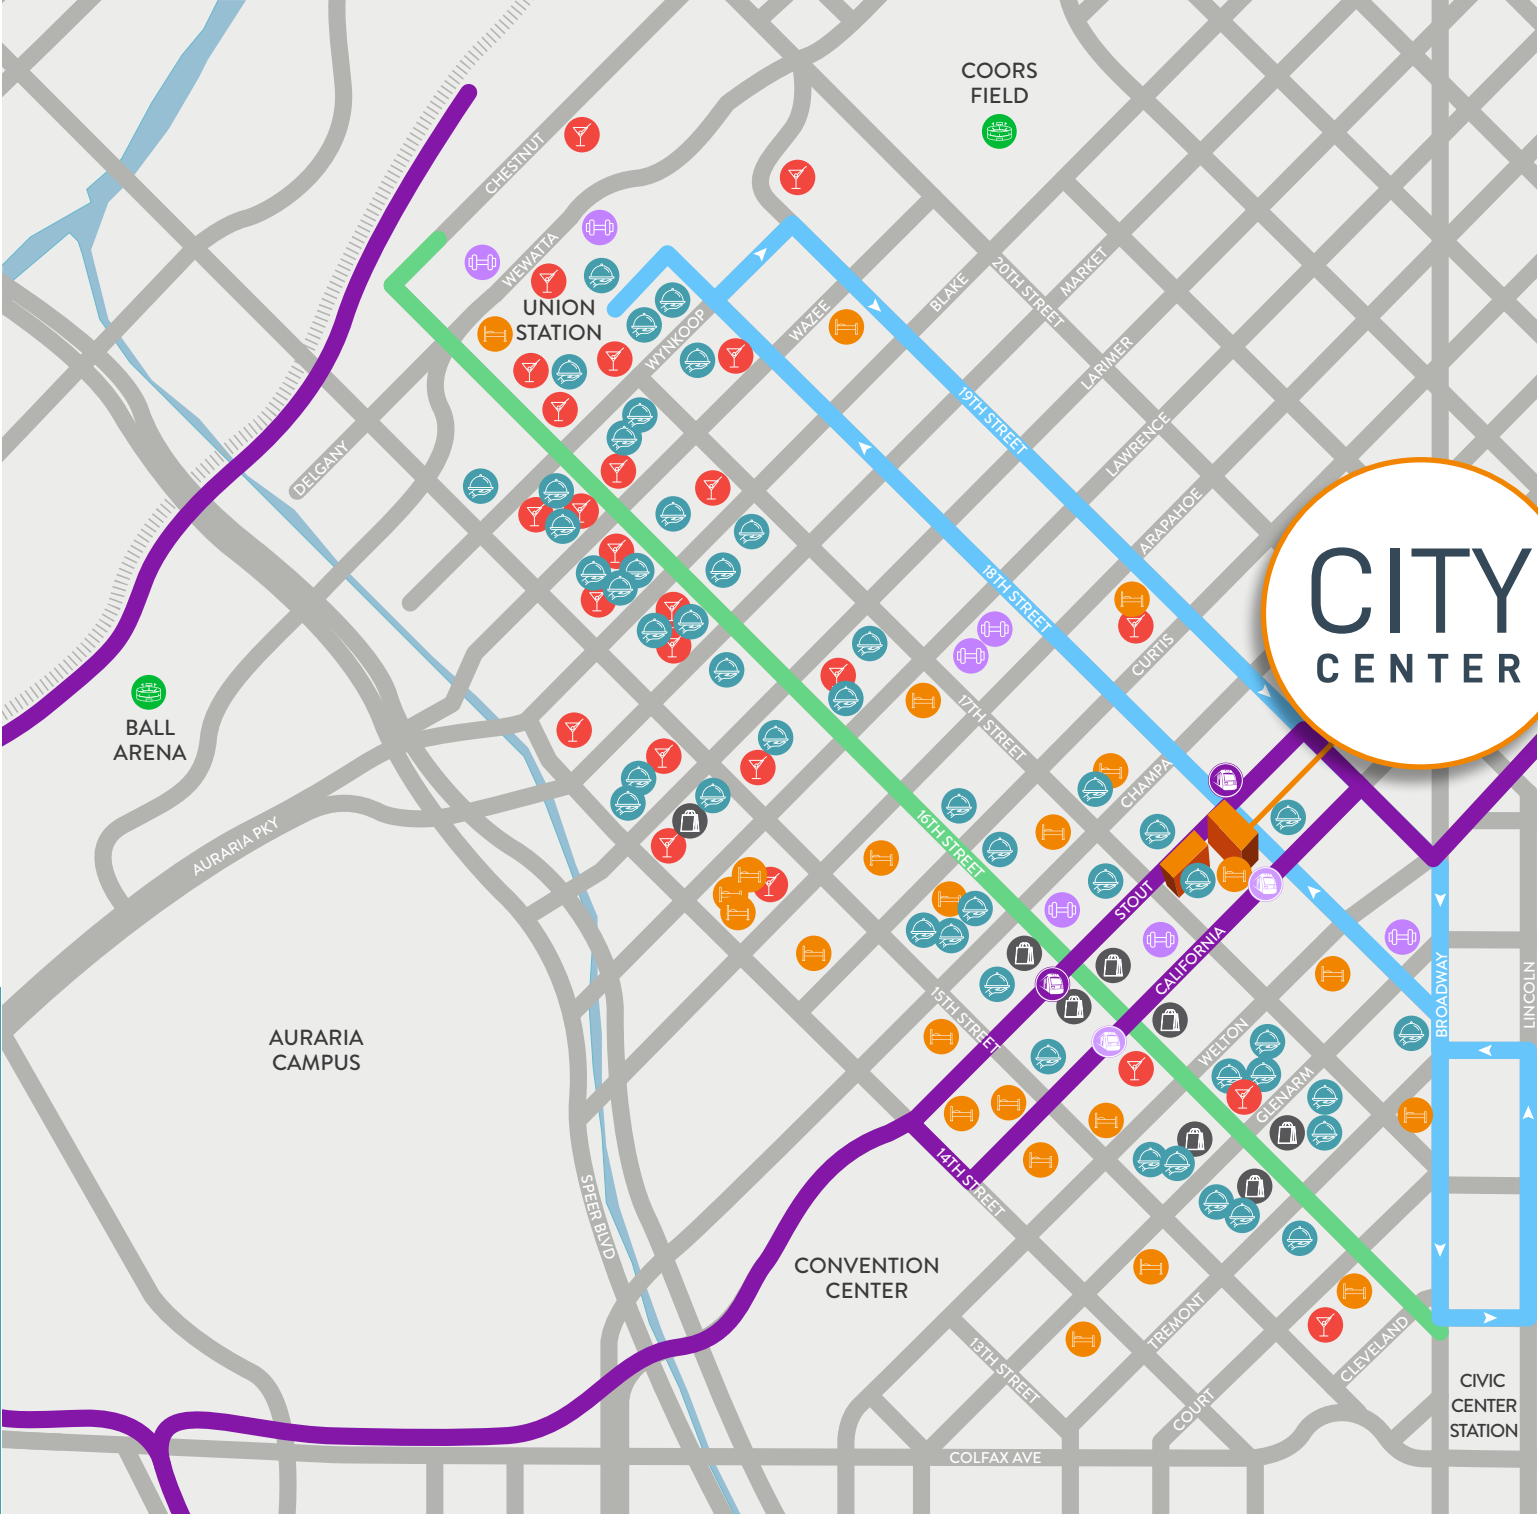 COORS
FIELD
CHESTNUT
WEWATTA
UNION
STATION
WYNKOOP
WAZEE
BLAKE
20TH STREET
MARKET
LARIMER
19TH STREET
LAWRENCE
DELGANY
ARAPAHOE
18TH STREET
CITY
CENTER
CURTIS
17TH STREET
BALL
ARENA
CHAMPA
16TH STREET
AURARIA PKY
STOUT
CALIFORNIA
BROADWAY
LINCOLN
15TH STREET
WELTON
AURARIA
CAMPUS
GLENARM
14TH STREET
SPEER BLVD
CONVENTION
CENTER
TREMONT
CLEVELAND
13TH STREET
COURT
CIVIC
CENTER
STATION
COLFAX AVE